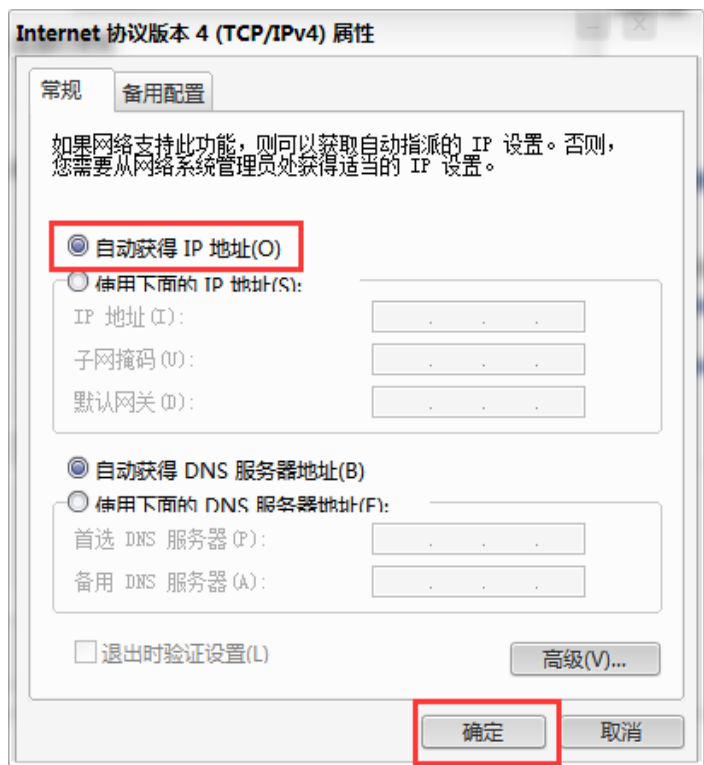 Internet 协议版本 4 (TCP/IPv4) 属性
常规
备用配置
如果网络支持此功能，则可以获取自动指派的 IP 设置。否则，
您需要从网络系统管理员处获得适当的 IP 设置。
自动获得 IP 地址(O)
使用下面的 IP 地址(S):
IP 地址(I):
子网掩码(U):
默认网关(D):
自动获得 DNS 服务器地址(B)
使用下面的 DNS 服务器地址(E):
首选 DNS 服务器(P):
备用 DNS 服务器(A):
退出时验证设置(L)
高级(V)...
确定
取消